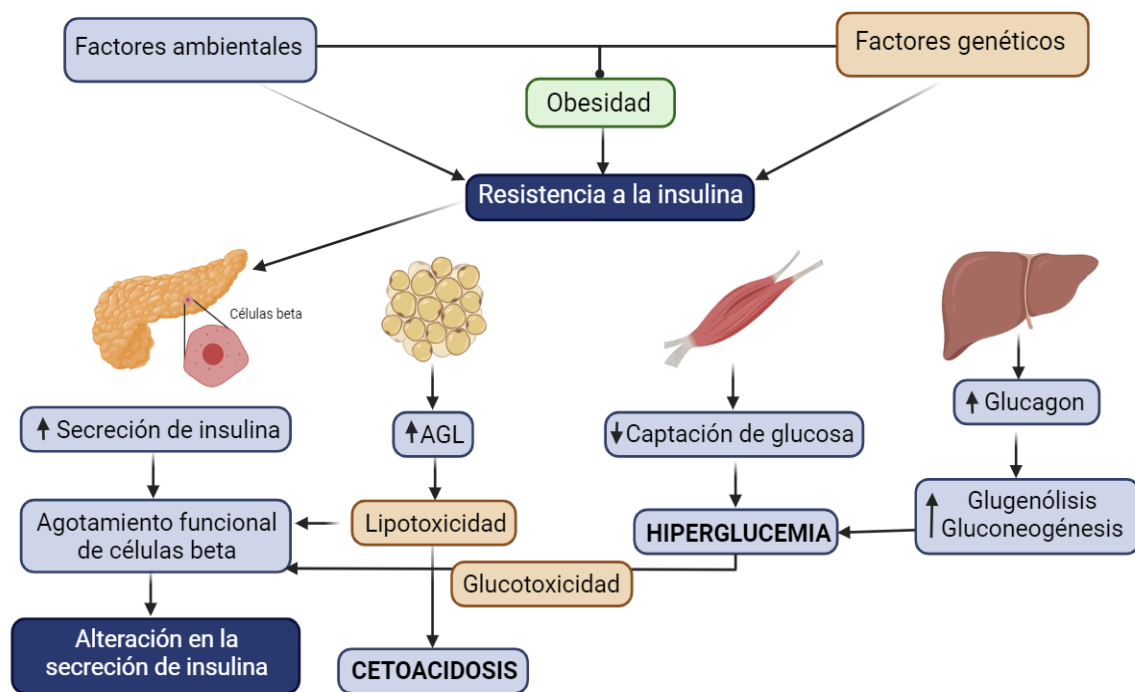 Factores ambientales
Factores genéticos
Obesidad
Resistencia a la insulina
Células beta
Secreción de insulina
AGL
Captación de glucosa
Glucagon
Agotamiento funcional
de células beta
Lipotoxicidad
HIPERGLUCEMIA
Glugenólisis
Gluconeogénesis
Glucotoxicidad
Alteración en la
secreción de insulina
CETOACIDOSIS